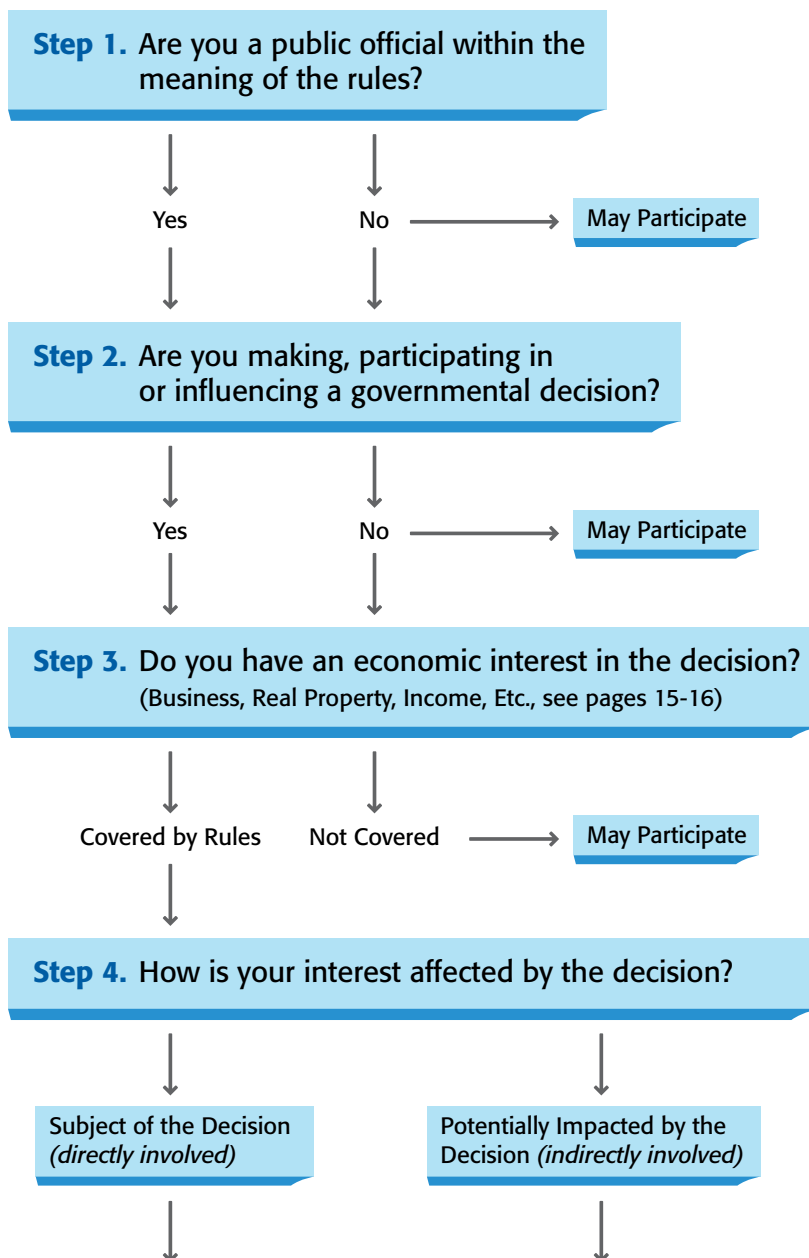 Step 1. Are you a public official within the
meaning of the rules?
Yes
No
May Participate
Step 2. Are you making, participating in
or influencing a governmental decision?
Yes
No
May Participate
Step 3. Do you have an economic interest in the decision?
(Business, Real Property, Income, Etc., see pages 15-16)
Covered by Rules
Not Covered
May Participate
Step 4. How is your interest affected by the decision?
Subject of the Decision
(directly involved)
Potentially Impacted by the
Decision (indirectly involved)